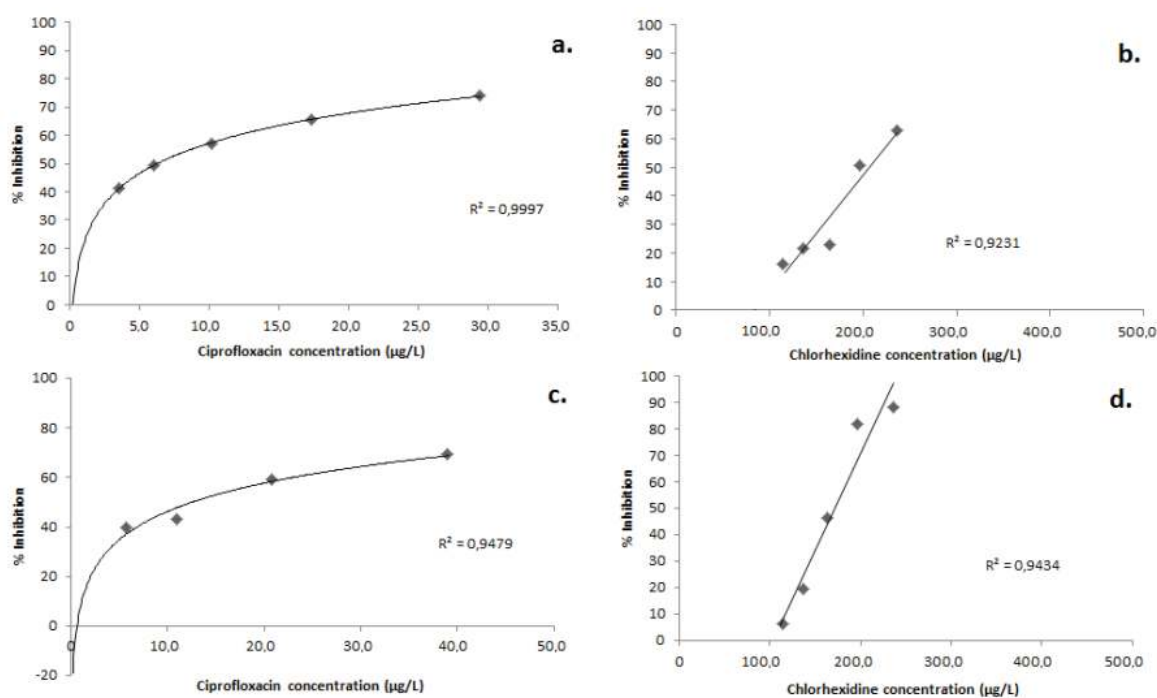 a.
100
90
80
70
60
50
40
30
20
10
0
% Inhibition
R² = 0,9997
0 5,0 10,0 15,0 20,0 25,0 30,0 35,0
Ciprofloxacin concentration (µg/L)
b.
100
90
80
70
60
50
40
30
20
10
0
% Inhibition
R² = 0,9231
0 100,0 200,0 300,0 400,0 500,0
Chlorhexidine concentration (µg/L)
c.
100
80
60
40
20
0
-20
% Inhibition
R² = 0,9479
0 10,0 20,0 30,0 40,0 50,0
Ciprofloxacin concentration (µg/L)
d.
100
90
80
70
60
50
40
30
20
10
0
% Inhibition
R² = 0,9434
0 100,0 200,0 300,0 400,0 500,0
Chlorhexidine concentration (µg/L)